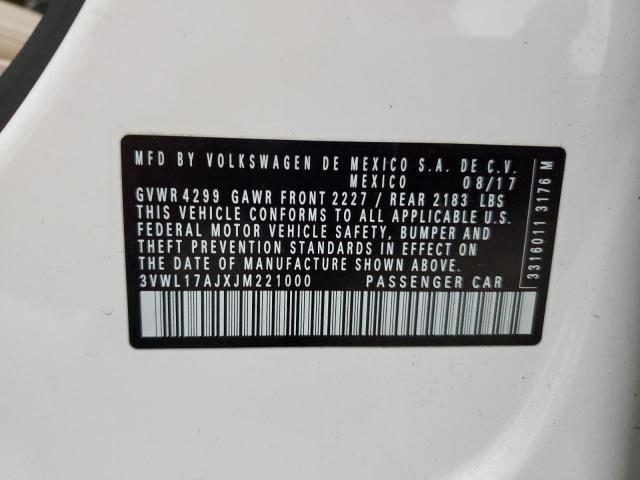 MFD BY VOLKSWAGEN DE MEXICO S.A. DE C.V.
MEXICO 08/17
GVWR 4299 GAWR FRONT 2227 / REAR 2183 LBS
THIS VEHICLE CONFORMS TO ALL APPLICABLE U.S.
FEDERAL MOTOR VEHICLE SAFETY, BUMPER AND
THEFT PREVENTION STANDARDS IN EFFECT ON
THE DATE OF MANUFACTURE SHOWN ABOVE.
3VWL17AJXJM221000 PASSENGER CAR
3316011 3176 M